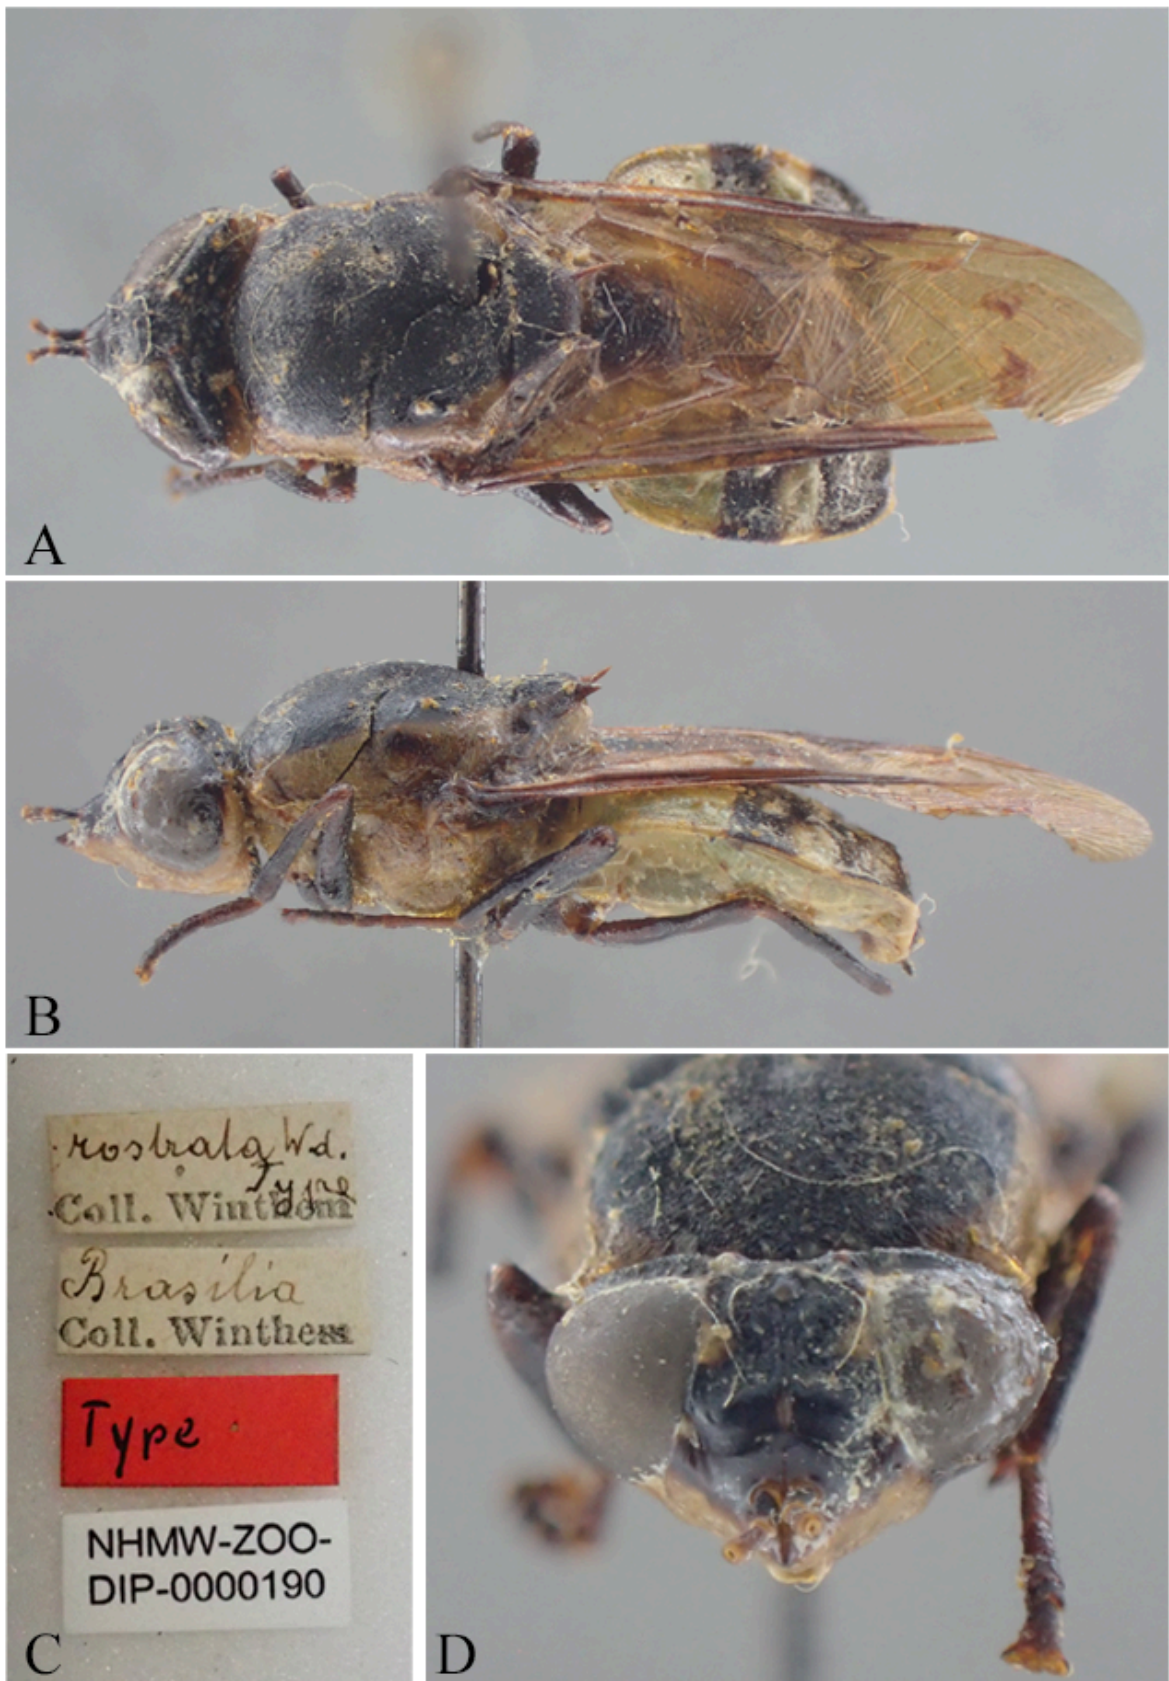 A
B
rostrata Wd.
Type
Coll. Winthem
Brasilia
Coll. Winthem
Type
NHMW-ZOO-
DIP-0000190
C
D